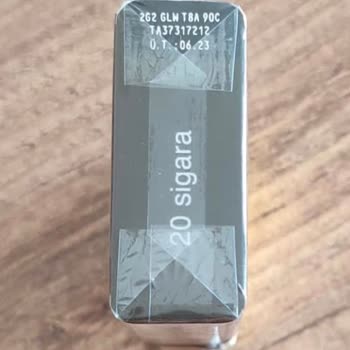 2G2 GLW T8A 90C
TA37317212
Ü.T.:06.23
20 sigara